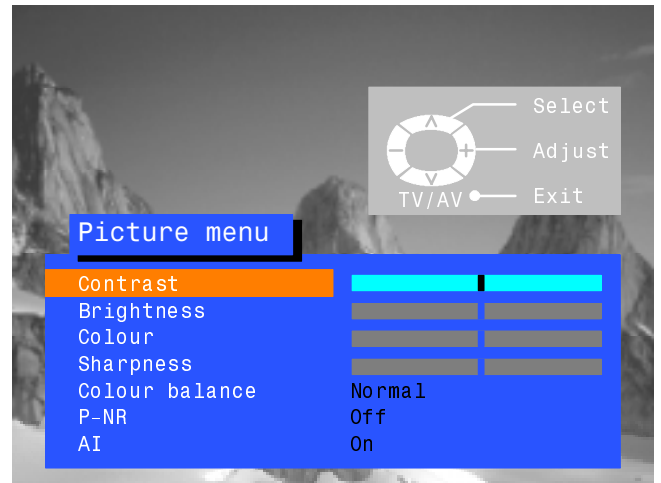 Select
Adjust
TV/AV Exit
Picture menu
Contrast
Brightness
Colour
Sharpness
Colour balance Normal
P-NR Off
AI On